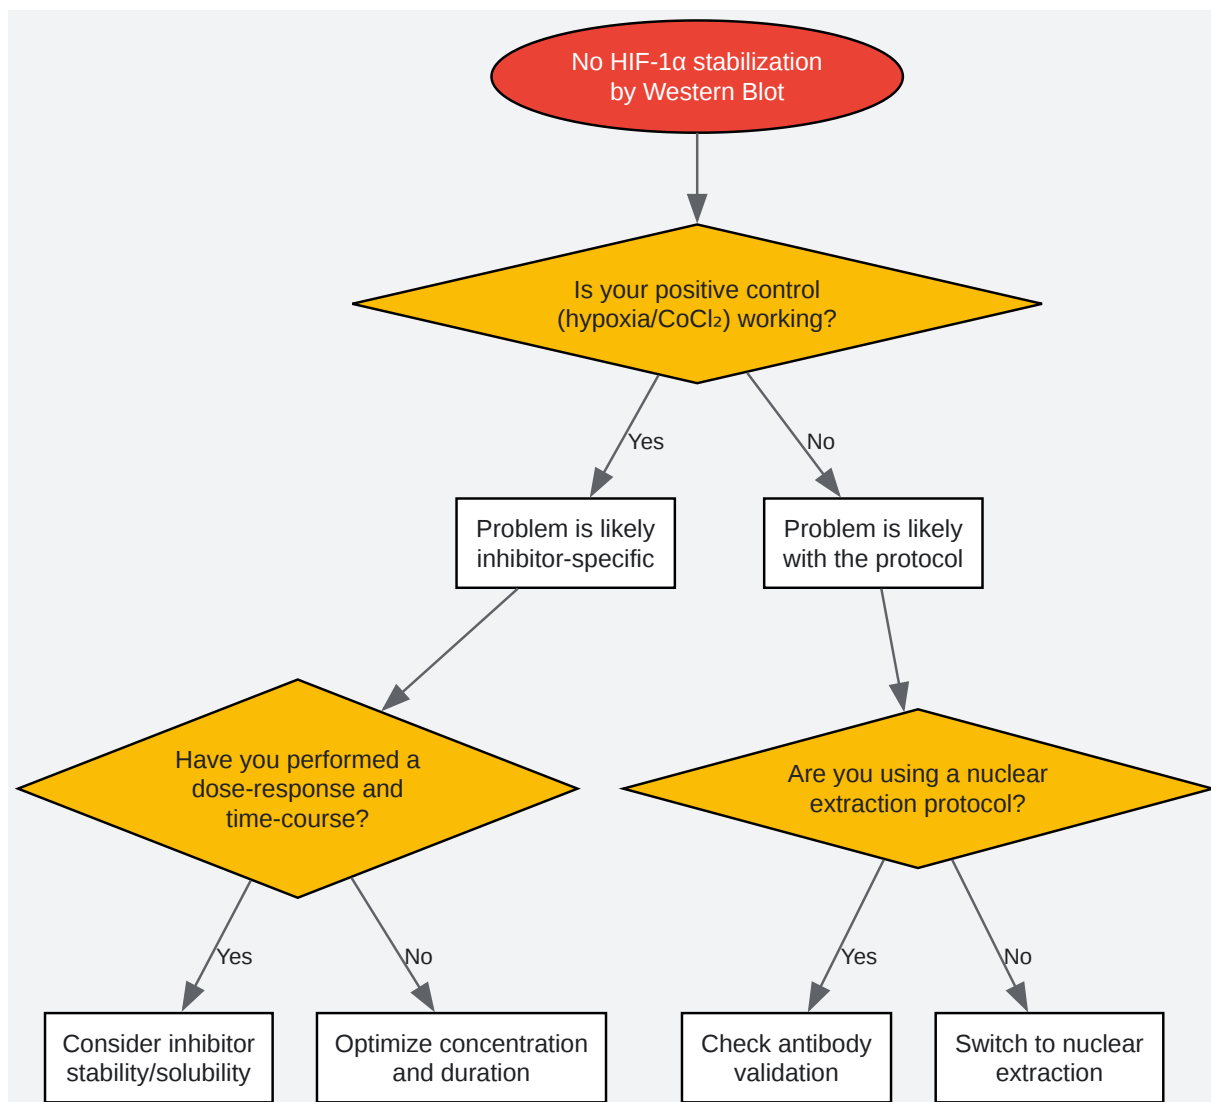 No HIF-1α stabilization
by Western Blot
Is your positive control
(hypoxia/CoCl₂) working?
Yes
No
Problem is likely
inhibitor-specific
Problem is likely
with the protocol
Have you performed a
dose-response and
time-course?
Are you using a nuclear
extraction protocol?
Yes
No
Yes
No
Consider inhibitor
stability/solubility
Optimize concentration
and duration
Check antibody
validation
Switch to nuclear
extraction